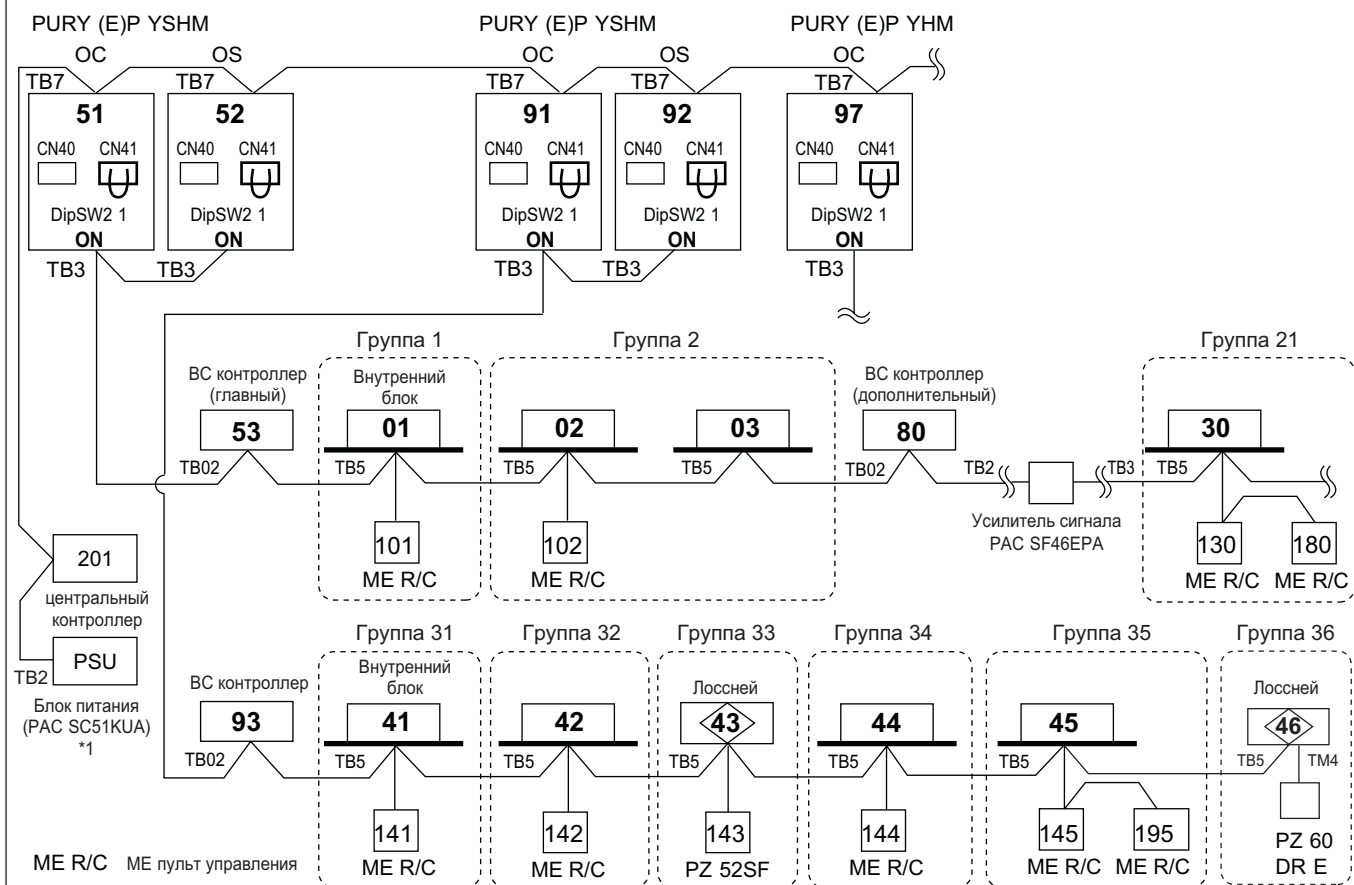 PURY (E)P YSHM PURY (E)P YSHM PURY (E)P YHM
OC OS OC OS OC
TB7 TB7 TB7 TB7 TB7
51 52 91 92 97
CN40 CN41 CN40 CN41 CN40 CN41 CN40 CN41 CN40 CN41
DipSW2 1 DipSW2 1 DipSW2 1 DipSW2 1 DipSW2 1
ON ON ON ON ON
TB3 TB3 TB3 TB3 TB3
Группа 1 Группа 2 Группа 21
ВС контроллер
(главный)
Внутренний
блок
ВС контроллер
(дополнительный)
53 01 02 03 80 30
TB02 TB5 TB5 TB5 TB02 TB2 TB3 TB5
Усилитель сигнала
PAC SF46EPA
101 102 130 180
ME R/C ME R/C ME R/C ME R/C
201
центральный
контроллер
PSU
TB2
Блок питания
(PAC SC51KUA)
*1
Группа 31 Группа 32 Группа 33 Группа 34 Группа 35 Группа 36
ВС контроллер
Внутренний
блок
Лоссней
Лоссней
93 41 42 43 44 45 46
TB02 TB5 TB5 TB5 TB5 TB5 TB5 TM4
141 142 143 144 145 195
ME R/C ME R/C PZ 52SF ME R/C ME R/C ME R/C
PZ 60
DR E
ME R/C МЕ пульт управления